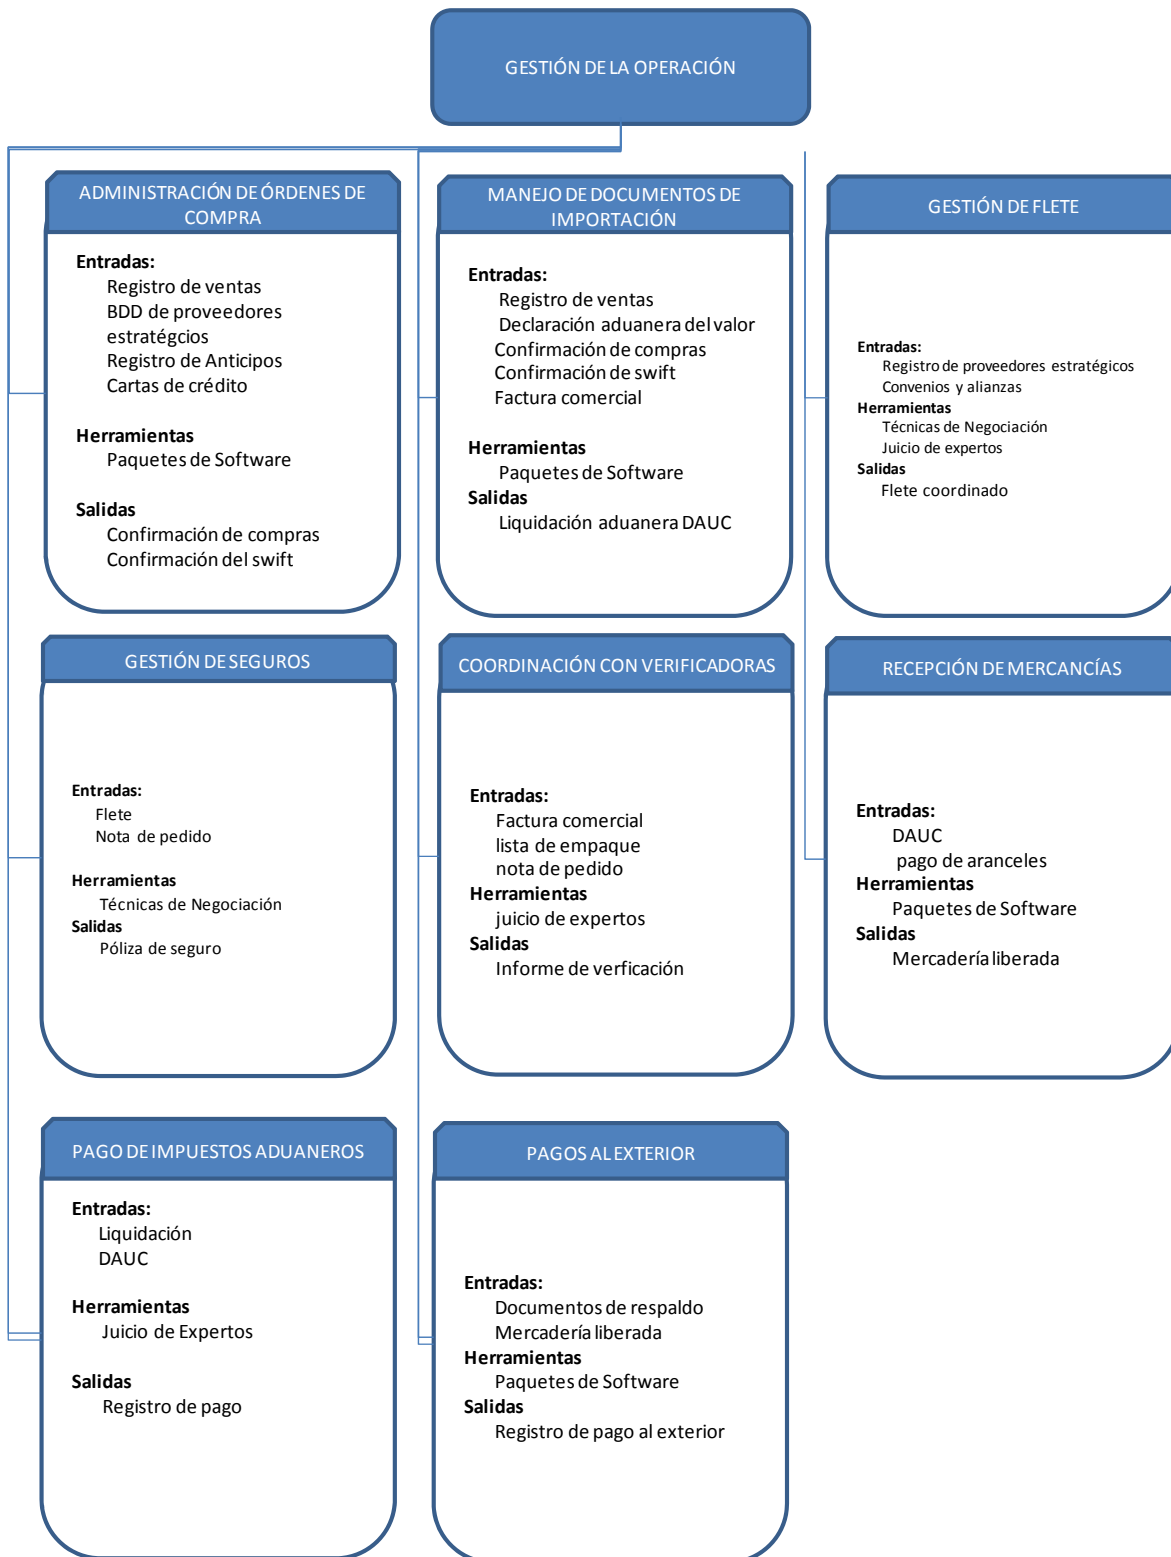 GESTIÓN DE LA OPERACIÓN
ADMINISTRACIÓN DE ÓRDENES DE
COMPRA
Entradas:
Registro de ventas
BDD de proveedores
estratégcios
Registro de Anticipos
Cartas de crédito
Herramientas
Paquetes de Software
Salidas
Confirmación de compras
Confirmación del swift
MANEJO DE DOCUMENTOS DE
IMPORTACIÓN
Entradas:
Registro de ventas
Declaración aduanera del valor
Confirmación de compras
Confirmación de swift
Factura comercial
Herramientas
Paquetes de Software
Salidas
Liquidación aduanera DAUC
GESTIÓN DE FLETE
Entradas:
Registro de proveedores estratégicos
Convenios y alianzas
Herramientas
Técnicas de Negociación
Juicio de expertos
Salidas
Flete coordinado
GESTIÓN DE SEGUROS
Entradas:
Flete
Nota de pedido
Herramientas
Técnicas de Negociación
Salidas
Póliza de seguro
COORDINACIÓN CON VERIFICADORAS
Entradas:
Factura comercial
lista de empaque
nota de pedido
Herramientas
juicio de expertos
Salidas
Informe de verficación
RECEPCIÓN DE MERCANCÍAS
Entradas:
DAUC
pago de aranceles
Herramientas
Paquetes de Software
Salidas
Mercadería liberada
PAGO DE IMPUESTOS ADUANEROS
Entradas:
Liquidación
DAUC
Herramientas
Juicio de Expertos
Salidas
Registro de pago
PAGOS AL EXTERIOR
Entradas:
Documentos de respaldo
Mercadería liberada
Herramientas
Paquetes de Software
Salidas
Registro de pago al exterior